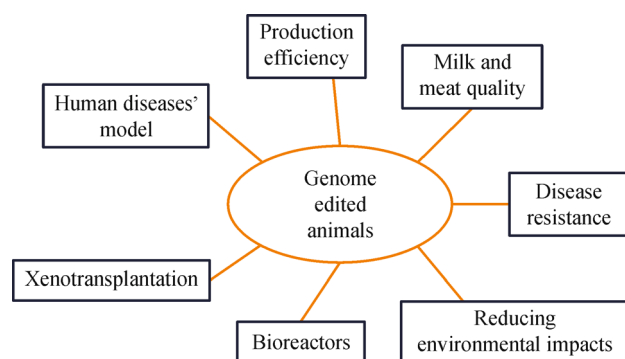 Production
efficiency
Milk and
meat quality
Human diseases’
model
Genome
edited
animals
Disease
resistance
Xenotransplantation
Bioreactors
Reducing
environmental impacts